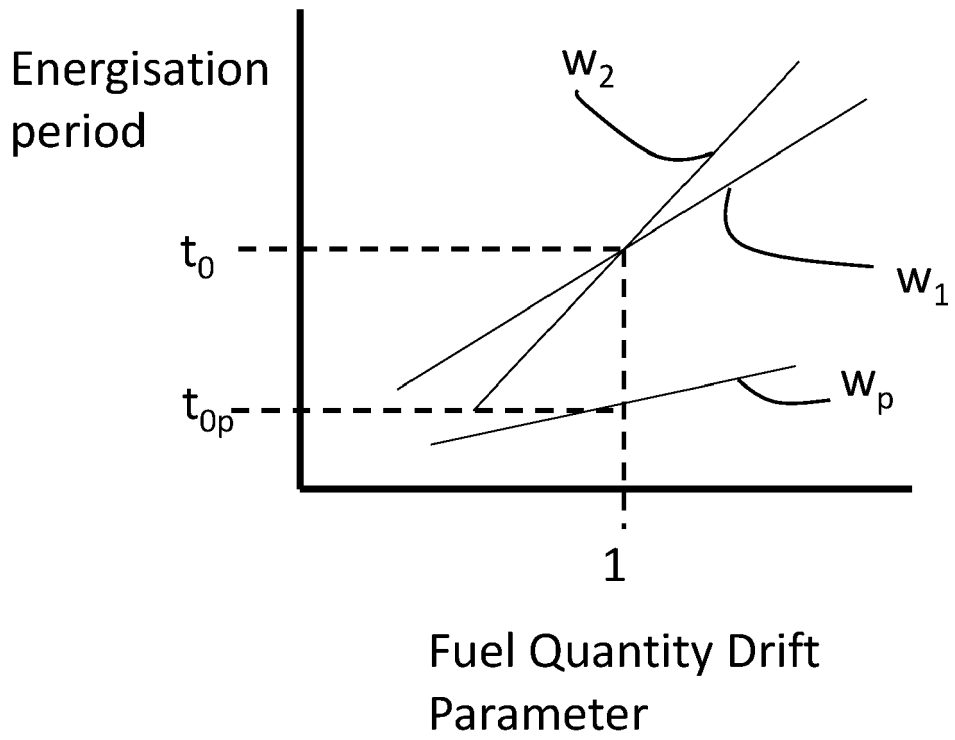 Energisation
period
w₂
t₀
w₁
t₀ₚ
wₚ
1
Fuel Quantity Drift
Parameter